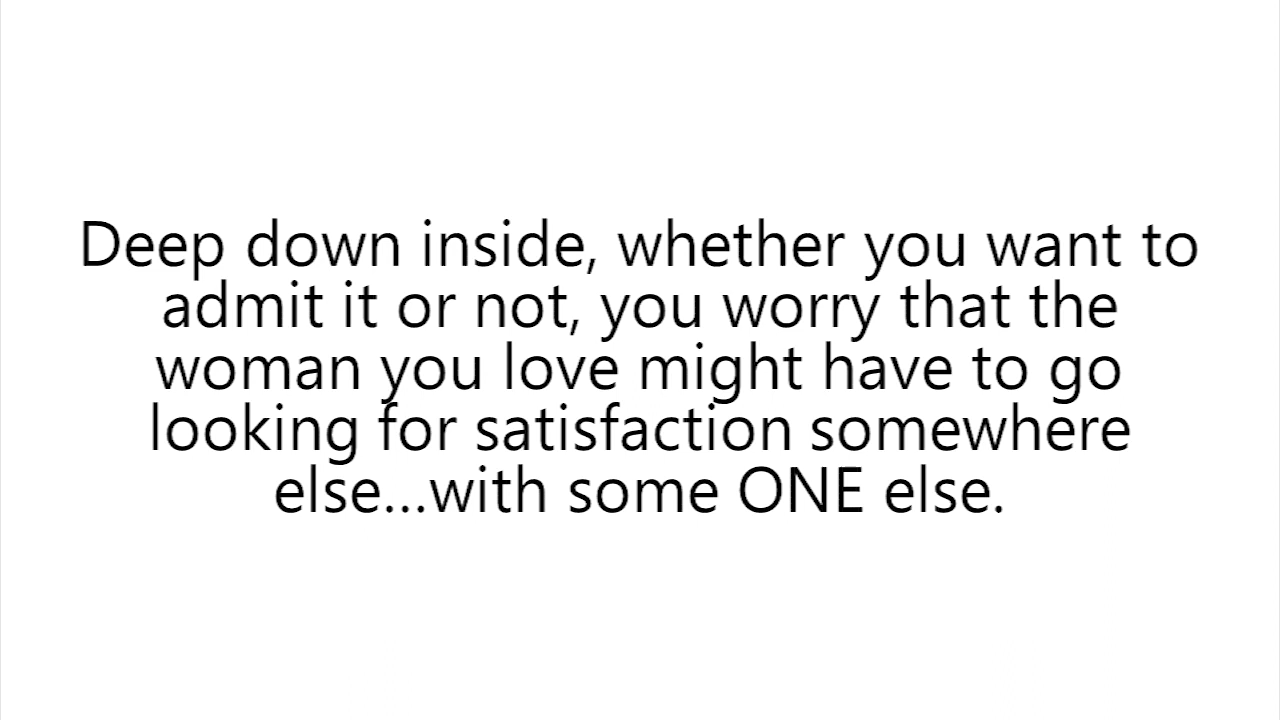 Deep down inside, whether you want to
admit it or not, you worry that the
woman you love might have to go
looking for satisfaction somewhere
else...with some ONE else.